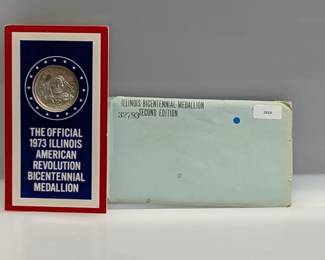 THE OFFICIAL
1973 ILLINOIS
AMERICAN
REVOLUTION
BICENTENNIAL
MEDALLION
ILLINOIS BICENTENNIAL MEDALLION
SECOND EDITION